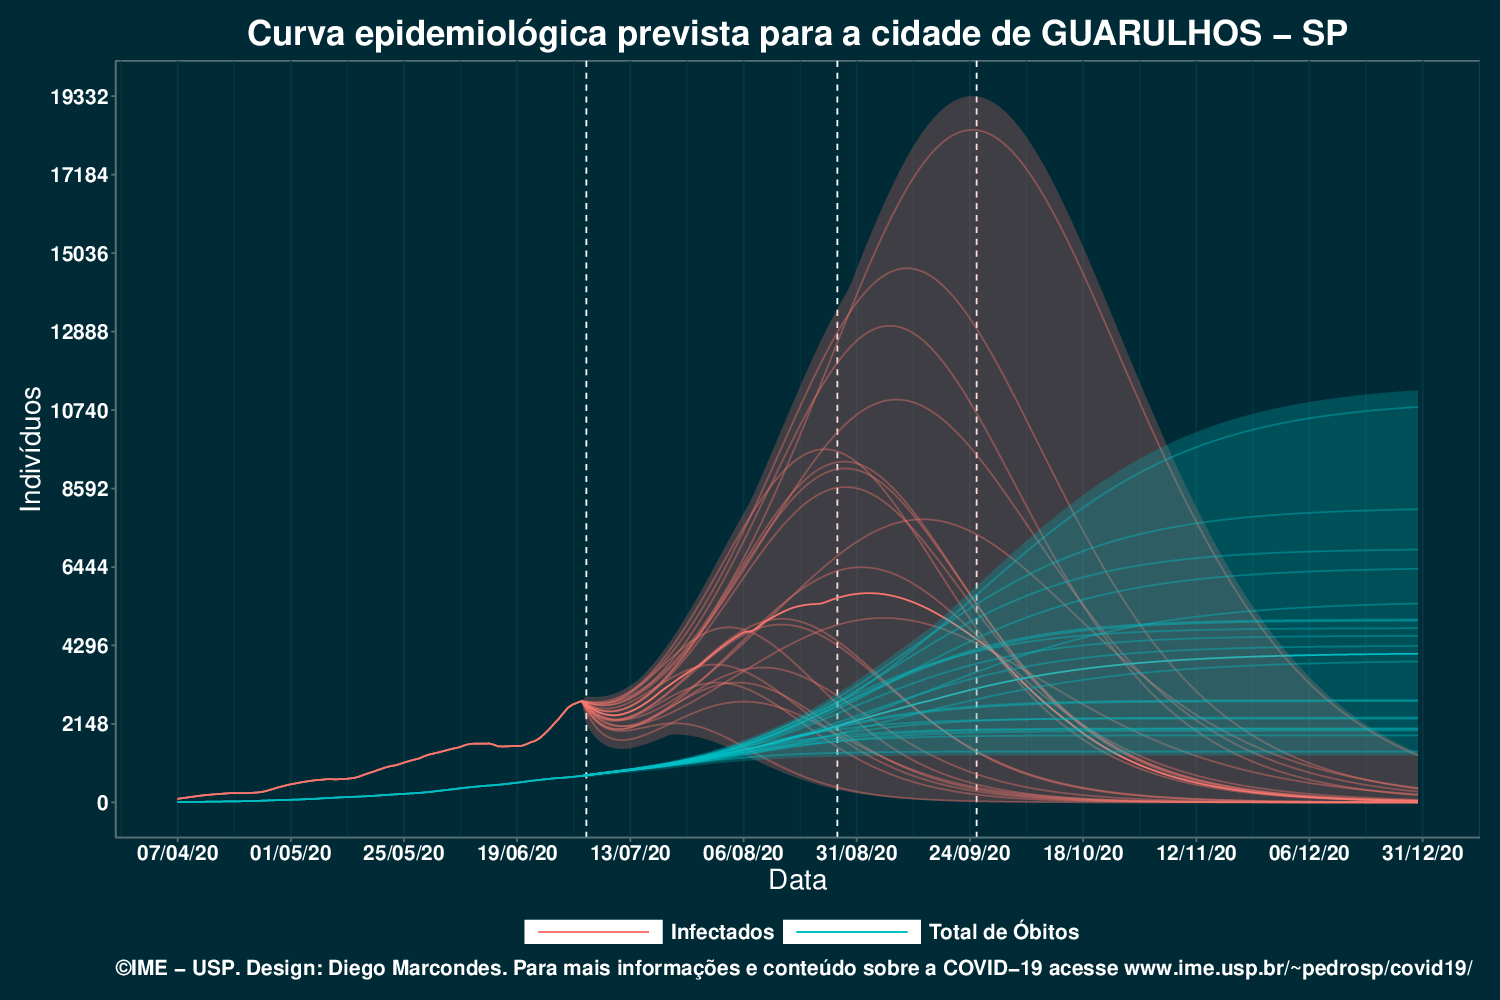 Curva epidemiológica prevista para a cidade de GUARULHOS – SP
19332
17184
15036
12888
10740
8592
6444
4296
2148
0
Indivíduos
07/04/20 01/05/20 25/05/20 19/06/20 13/07/20 06/08/20 31/08/20 24/09/20 18/10/20 12/11/20 06/12/20 31/12/20
Data
Infectados Total de Óbitos
©IME – USP. Design: Diego Marcondes. Para mais informações e conteúdo sobre a COVID–19 acesse www.ime.usp.br/~pedrosp/covid19/